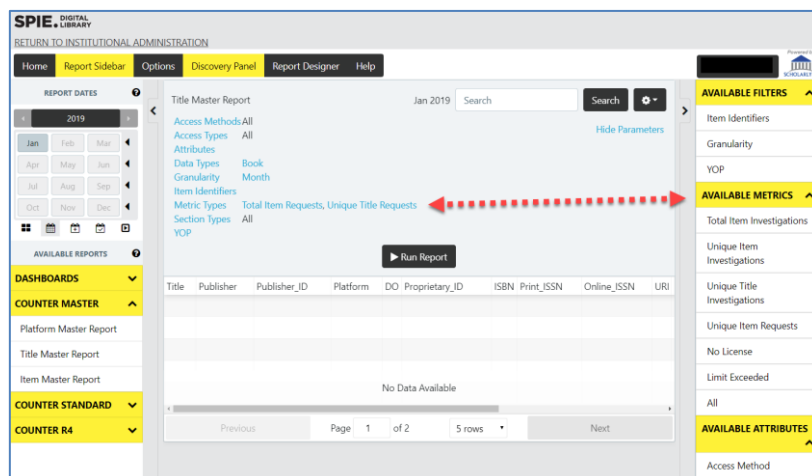 SPIE. DIGITAL LIBRARY
RETURN TO INSTITUTIONAL ADMINISTRATION
Home Report Sidebar Options Discovery Panel Report Designer Help
Powered by
SCHOLARLY
REPORT DATES
2019
Jan Feb Mar
Apr May Jun
Jul Aug Sep
Oct Nov Dec
AVAILABLE REPORTS
DASHBOARDS
COUNTER MASTER
Platform Master Report
Title Master Report
Item Master Report
COUNTER STANDARD
COUNTER R4
Title Master Report Jan 2019 Search Search
Hide Parameters
Access Methods All
Access Types All
Attributes
Data Types Book
Granularity Month
Item Identifiers
Metric Types Total Item Requests, Unique Title Requests
Section Types All
YOP
Run Report
Title Publisher Publisher_ID Platform DO Proprietary_ID ISBN Print_ISSN Online_ISSN URI
No Data Available
Previous Page 1 of 2 5 rows Next
AVAILABLE FILTERS
Item Identifiers
Granularity
YOP
AVAILABLE METRICS
Total Item Investigations
Unique Item
Investigations
Unique Title
Investigations
Unique Item Requests
No License
Limit Exceeded
All
AVAILABLE ATTRIBUTES
Access Method